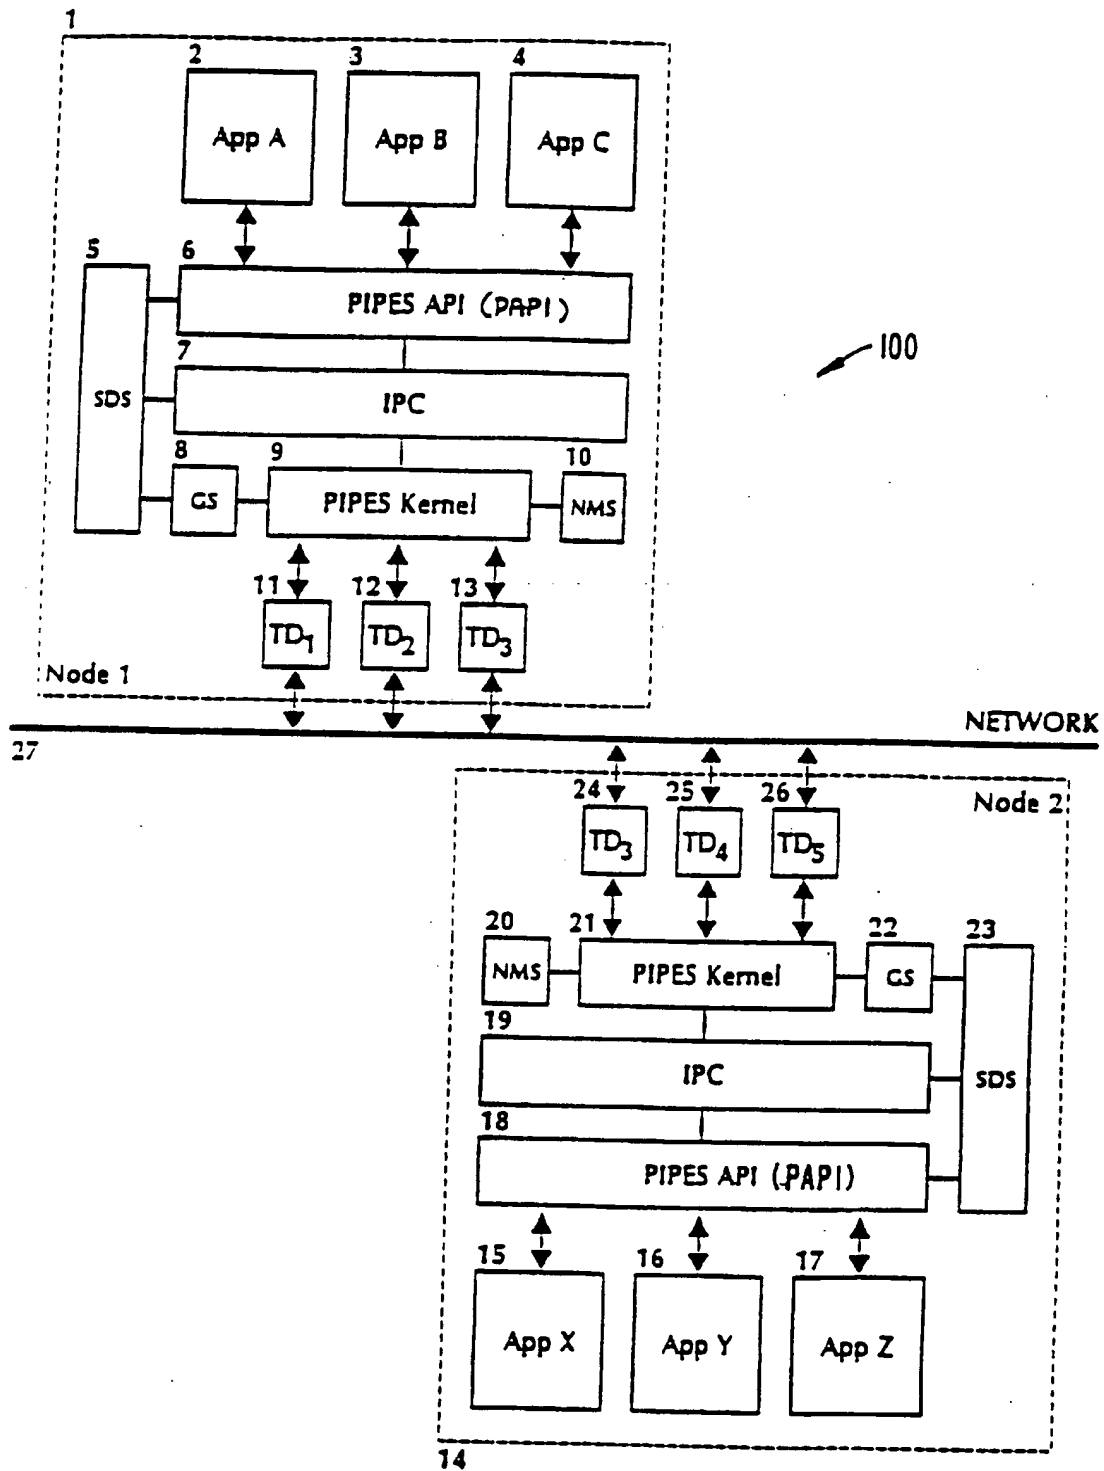 1
2 3 4
App A App B App C
5 6
PIPES API (PAPI)
100
7
SDS IPC
8 9 10
GS PIPES Kernel NMS
11 12 13
TD1 TD2 TD3
Node 1
NETWORK
27
24 25 26 Node 2
TD3 TD4 TD5
20 21 22 23
NMS PIPES Kernel GS
19
IPC SDS
18
PIPES API (PAPI)
15 16 17
App X App Y App Z
14